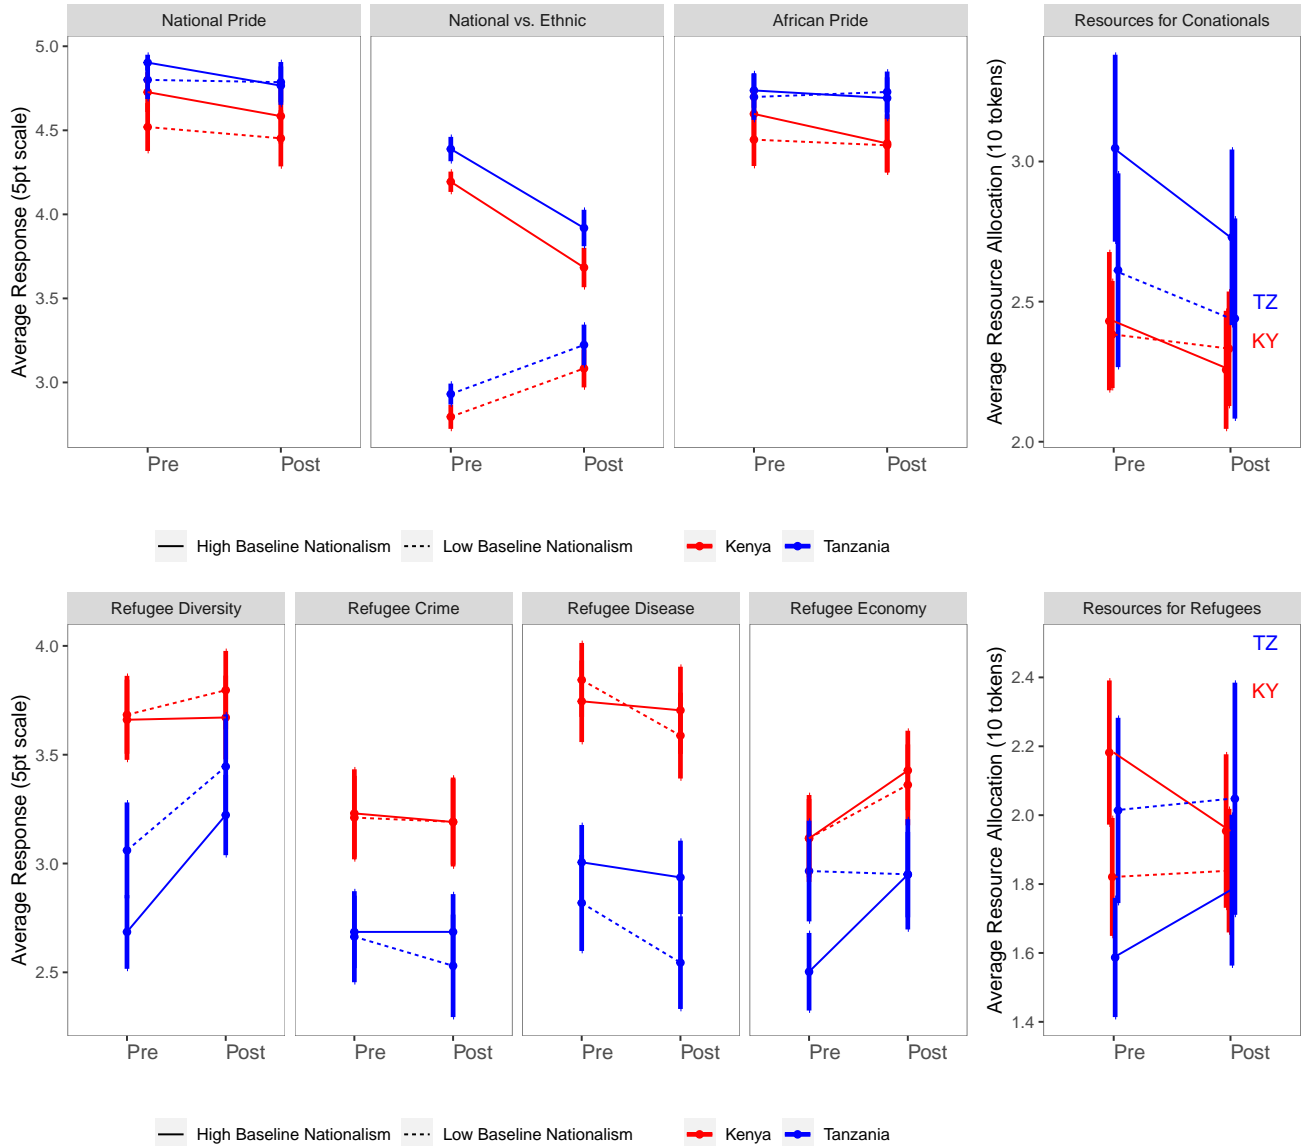 National Pride
National vs. Ethnic
African Pride
Resources for Conationals
Average Response (5pt scale)
5.0
4.5
4.0
3.5
3.0
Pre
Post
Pre
Post
Pre
Post
Average Resource Allocation (10 tokens)
3.0
2.5
2.0
TZ
KY
Pre
Post
High Baseline Nationalism
Low Baseline Nationalism
Kenya
Tanzania
Refugee Diversity
Refugee Crime
Refugee Disease
Refugee Economy
Resources for Refugees
Average Response (5pt scale)
4.0
3.5
3.0
2.5
Pre
Post
Pre
Post
Pre
Post
Pre
Post
Average Resource Allocation (10 tokens)
2.4
2.2
2.0
1.8
1.6
1.4
TZ
KY
Pre
Post
High Baseline Nationalism
Low Baseline Nationalism
Kenya
Tanzania